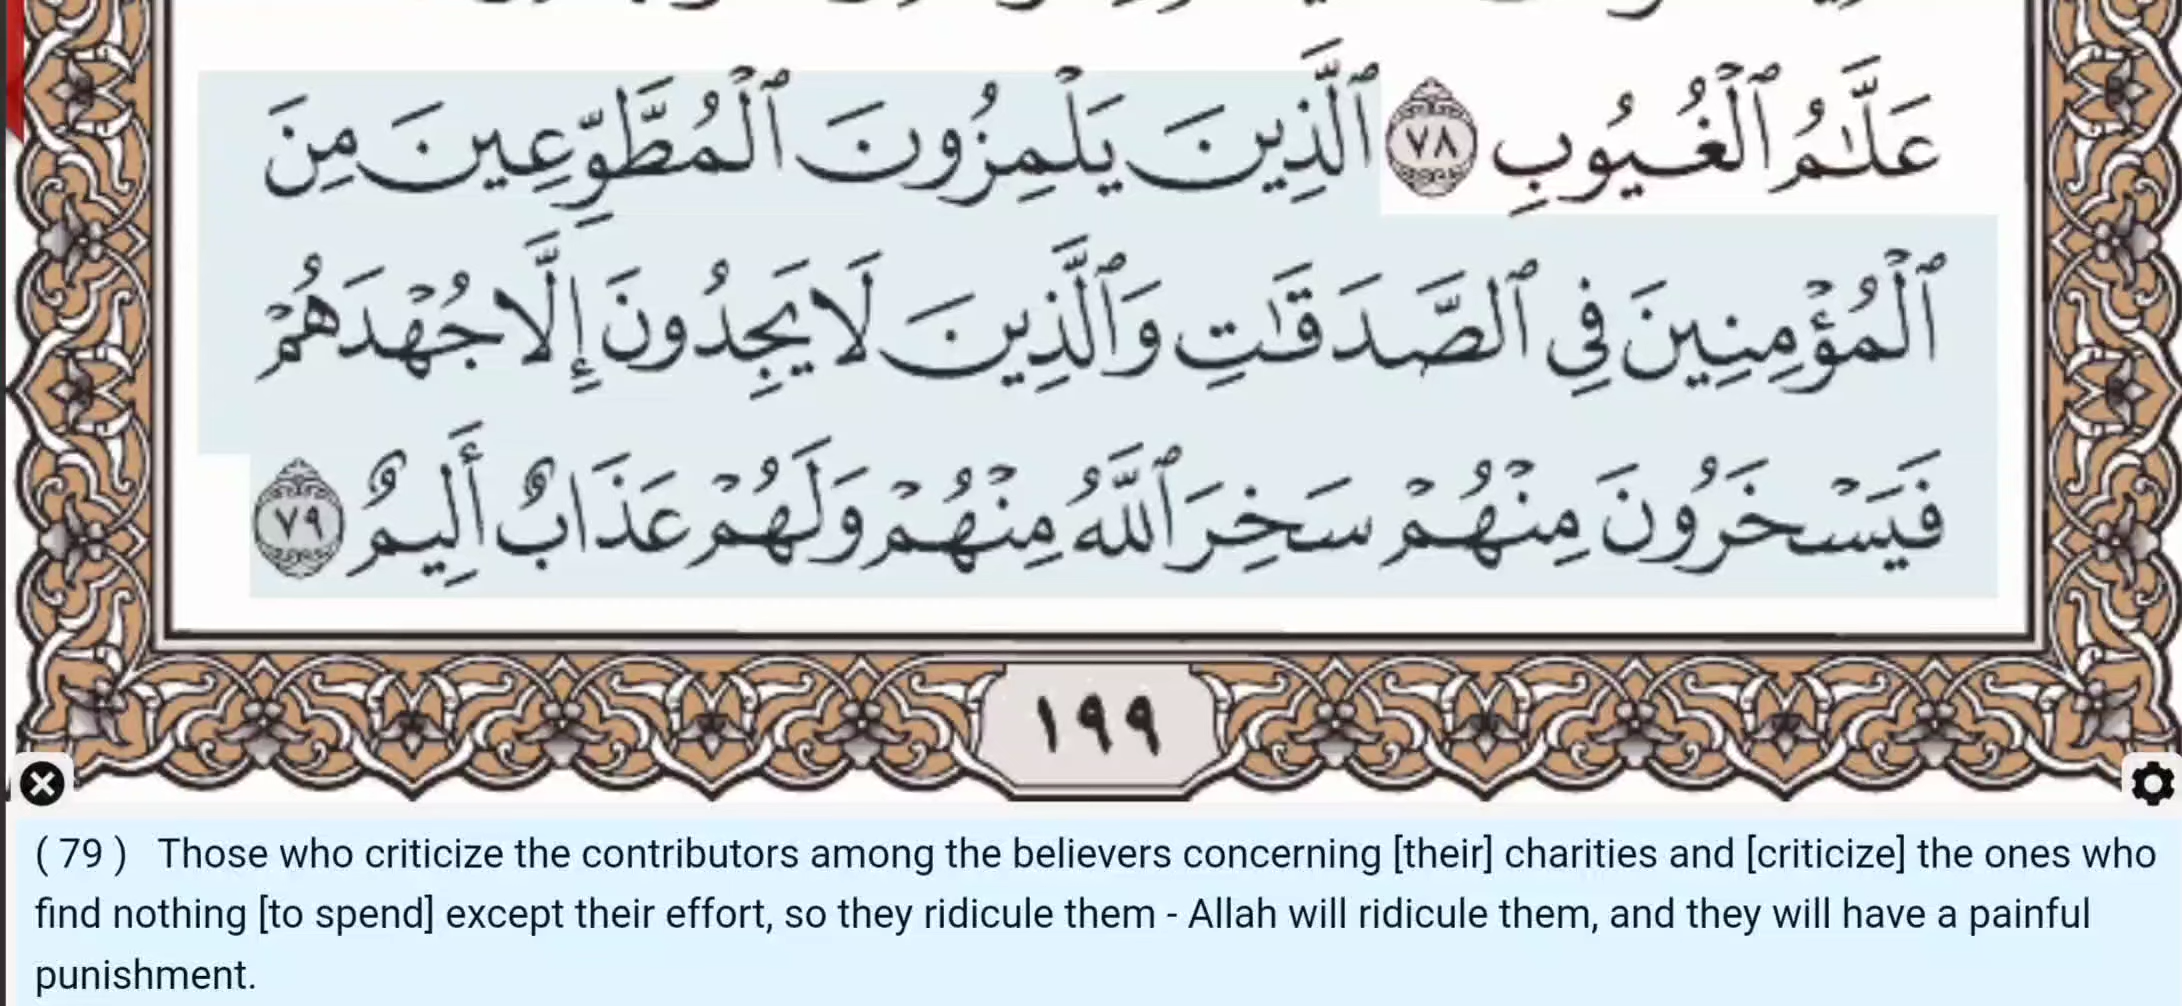 عَلَّـٰمُ ٱلْغُيُوبِ ٧٨ ٱلَّذِينَ يَلْمِزُونَ ٱلْمُطَّوِّعِينَ مِنَ
ٱلْمُؤْمِنِينَ فِى ٱلصَّدَقَـٰتِ وَٱلَّذِينَ لَا يَجِدُونَ إِلَّا جُهْدَهُمْ
فَيَسْخَرُونَ مِنْهُمْ سَخِرَ ٱللَّهُ مِنْهُمْ وَلَهُمْ عَذَابٌ أَلِيمٌ ٧٩
١٩٩
( 79 ) Those who criticize the contributors among the believers concerning [their] charities and [criticize] the ones who
find nothing [to spend] except their effort, so they ridicule them - Allah will ridicule them, and they will have a painful
punishment.